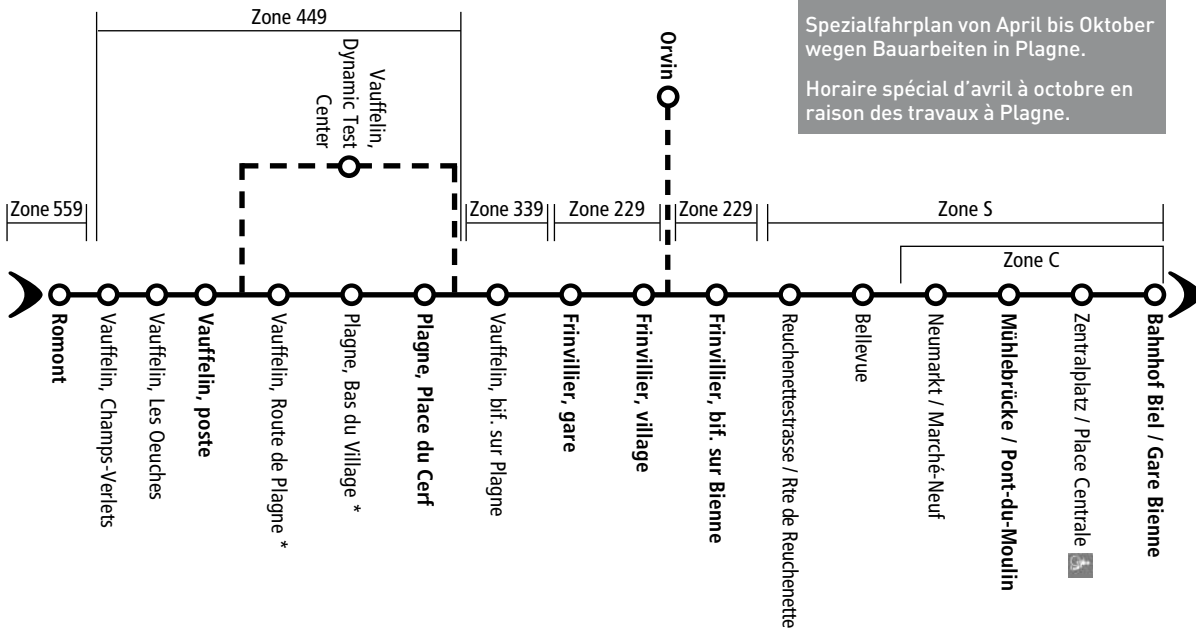 Zone 449
Spezialfahrplan von April bis Oktober
wegen Bauarbeiten in Plagne.
Horaire spécial d'avril à octobre en
raison des travaux à Plagne.
Vauffelin,
Dynamic Test
Center
Orvin
Zone 559
Zone 339
Zone 229
Zone 229
Zone S
Zone C
Romont
Vauffelin, Champs-Verlets
Vauffelin, Les Oeuches
Vauffelin, poste
Vauffelin, Route de Plagne *
Plagne, Bas du Village *
Plagne, Place du Cerf
Vauffelin, bif. sur Plagne
Frinvillier, gare
Frinvillier, village
Frinvillier, bif. sur Bienne
Reuchenettestrasse / Rte de Reuchenette
Bellevue
Neumarkt / Marché-Neuf
Mühlebrücke / Pont-du-Moulin
Zentralplatz / Place Centrale
Bahnhof Biel / Gare Bienne